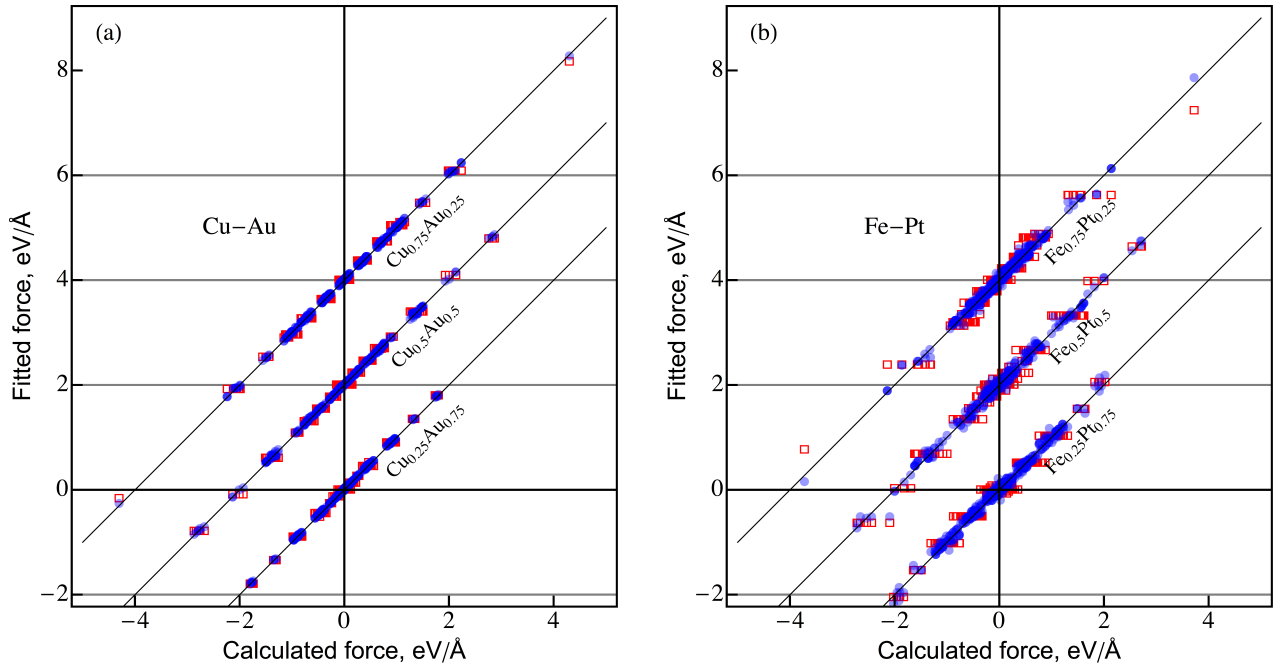 (a)
8
6
4
2
0
−2
Cu−Au
Cu0.75Au0.25
Cu0.5Au0.5
Cu0.25Au0.75
−4
−2
0
2
4
Calculated force, eV/Å
Fitted force, eV/Å
(b)
8
6
4
2
0
−2
Fe−Pt
Fe0.75Pt0.25
Fe0.5Pt0.5
Fe0.25Pt0.75
−4
−2
0
2
4
Calculated force, eV/Å
Fitted force, eV/Å